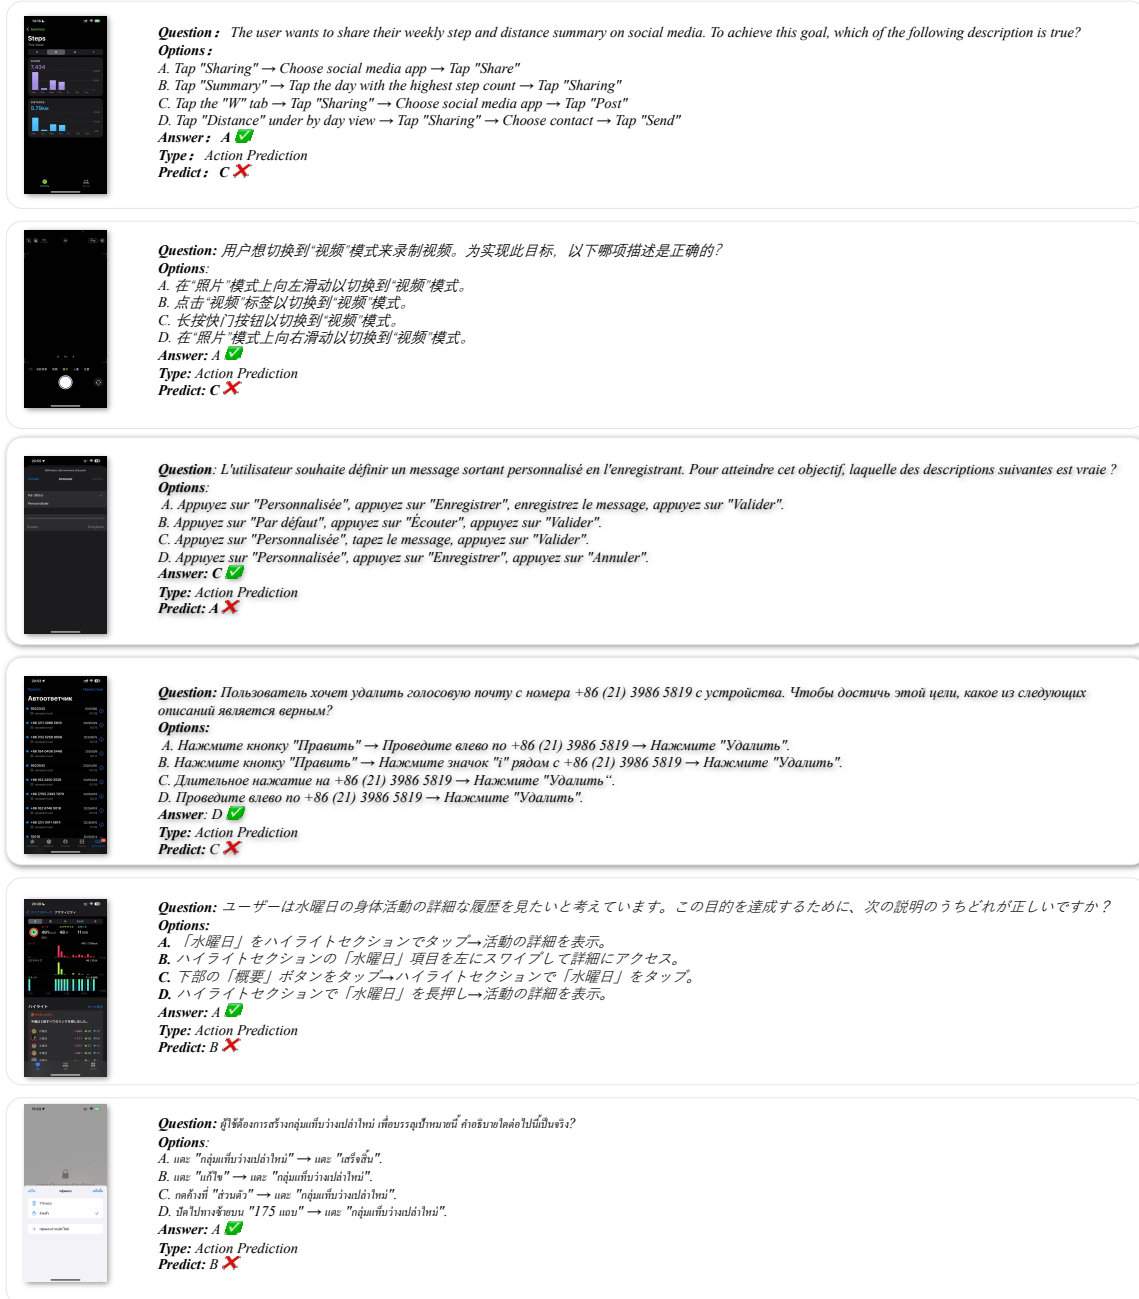 Steps
7,434
5.79KM
Question： The user wants to share their weekly step and distance summary on social media. To achieve this goal, which of the following description is true?
Options：
A. Tap "Sharing" → Choose social media app → Tap "Share"
B. Tap "Summary" → Tap the day with the highest step count → Tap "Sharing"
C. Tap the "W" tab → Tap "Sharing" → Choose social media app → Tap "Post"
D. Tap "Distance" under by day view → Tap "Sharing" → Choose contact → Tap "Send"
Answer： A ✅
Type： Action Prediction
Predict： C ❌
Question: 用户想切换到“视频”模式来录制视频。为实现此目标，以下哪项描述是正确的？
Options:
A. 在“照片”模式上向左滑动以切换到“视频”模式。
B. 点击“视频”标签以切换到“视频”模式。
C. 长按快门按钮以切换到“视频”模式。
D. 在“照片”模式上向右滑动以切换到“视频”模式。
Answer: A ✅
Type: Action Prediction
Predict: C ❌
Par défaut
Personnalisée
Question: L'utilisateur souhaite définir un message sortant personnalisé en l'enregistrant. Pour atteindre cet objectif, laquelle des descriptions suivantes est vraie ?
Options:
A. Appuyez sur "Personnalisée", appuyez sur "Enregistrer", enregistrez le message, appuyez sur "Valider".
B. Appuyez sur "Par défaut", appuyez sur "Écouter", appuyez sur "Valider".
C. Appuyez sur "Personnalisée", tapez le message, appuyez sur "Valider".
D. Appuyez sur "Personnalisée", appuyez sur "Enregistrer", appuyez sur "Annuler".
Answer: C ✅
Type: Action Prediction
Predict: A ❌
Автоответчик
Question: Пользователь хочет удалить голосовую почту с номера +86 (21) 3986 5819 с устройства. Чтобы достичь этой цели, какое из следующих
описаний является верным?
Options:
A. Нажмите кнопку "Править" → Проведите влево по +86 (21) 3986 5819 → Нажмите "Удалить".
B. Нажмите кнопку "Править" → Нажмите значок "i" рядом с +86 (21) 3986 5819 → Нажмите "Удалить".
C. Длительное нажатие на +86 (21) 3986 5819 → Нажмите "Удалить“.
D. Проведите влево по +86 (21) 3986 5819 → Нажмите "Удалить".
Answer: D ✅
Type: Action Prediction
Predict: C ❌
ハイライト
Question: ユーザーは水曜日の身体活動の詳細な履歴を見たいと考えています。この目的を達成するために、次の説明のうちどれが正しいですか？
Options:
A. 「水曜日」をハイライトセクションでタップ→活動の詳細を表示。
B. ハイライトセクションの「水曜日」項目を左にスワイプして詳細にアクセス。
C. 下部の「概要」ボタンをタップ→ハイライトセクションで「水曜日」をタップ。
D. ハイライトセクションで「水曜日」を長押し→活動の詳細を表示。
Answer: A ✅
Type: Action Prediction
Predict: B ❌
Question: ผู้ใช้ต้องการสร้างกลุ่มแท็บว่างเปล่าใหม่ เพื่อบรรลุเป้าหมายนี้ คำอธิบายใดต่อไปนี้เป็นจริง?
Options:
A. แตะ "กลุ่มแท็บว่างเปล่าใหม่" → แตะ "เสร็จสิ้น".
B. แตะ "แก้ไข" → แตะ "กลุ่มแท็บว่างเปล่าใหม่".
C. กดค้างที่ "ส่วนตัว" → แตะ "กลุ่มแท็บว่างเปล่าใหม่".
D. ปัดไปทางซ้ายบน "175 แถบ" → แตะ "กลุ่มแท็บว่างเปล่าใหม่".
Answer: A ✅
Type: Action Prediction
Predict: B ❌